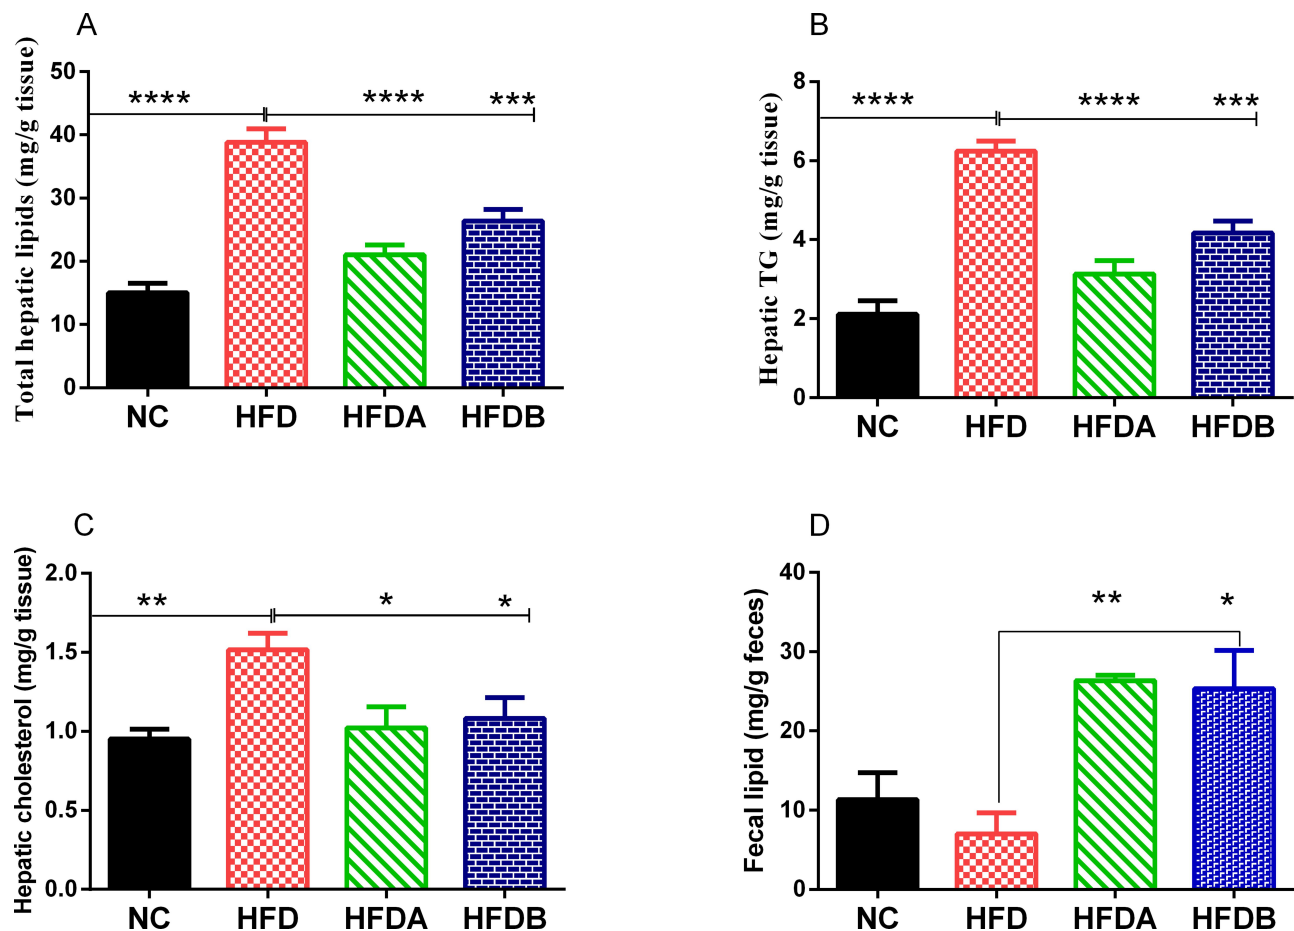 A
Total hepatic lipids (mg/g tissue)
50
40
30
20
10
0
**** **** ***
NC HFD HFDA HFDB
B
Hepatic TG (mg/g tissue)
8
6
4
2
0
**** **** ***
NC HFD HFDA HFDB
C
Hepatic cholesterol (mg/g tissue)
2.0
1.5
1.0
0.5
0.0
** * *
NC HFD HFDA HFDB
D
Fecal lipid (mg/g feces)
40
30
20
10
0
** *
NC HFD HFDA HFDB